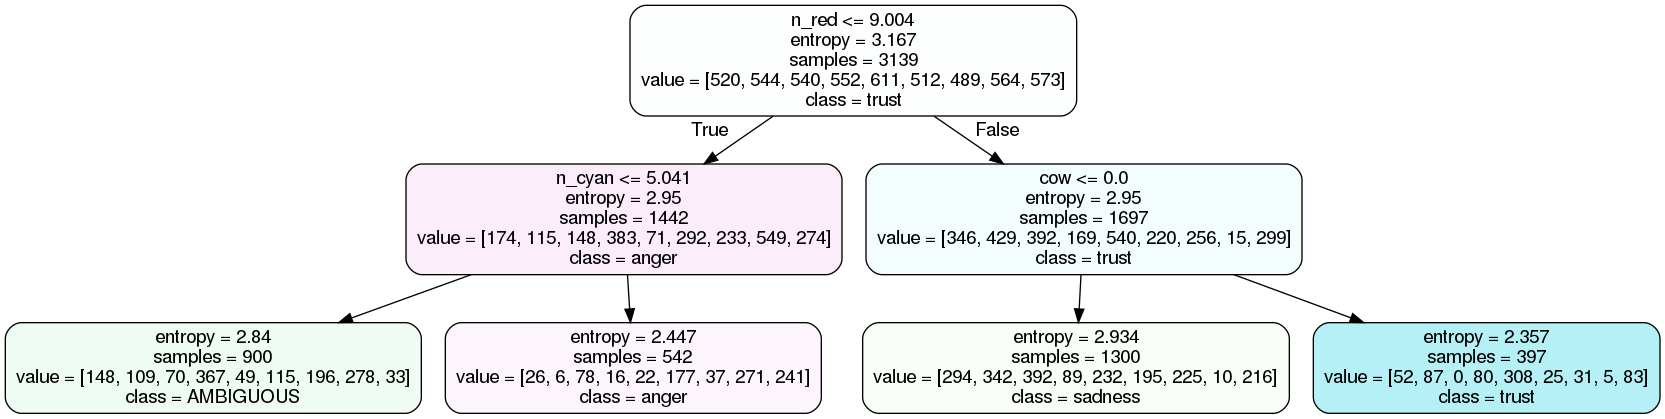 n_red <= 9.004
entropy = 3.167
samples = 3139
value = [520, 544, 540, 552, 611, 512, 489, 564, 573]
class = trust
True
False
n_cyan <= 5.041
entropy = 2.95
samples = 1442
value = [174, 115, 148, 383, 71, 292, 233, 549, 274]
class = anger
cow <= 0.0
entropy = 2.95
samples = 1697
value = [346, 429, 392, 169, 540, 220, 256, 15, 299]
class = trust
entropy = 2.84
samples = 900
value = [148, 109, 70, 367, 49, 115, 196, 278, 33]
class = AMBIGUOUS
entropy = 2.447
samples = 542
value = [26, 6, 78, 16, 22, 177, 37, 271, 241]
class = anger
entropy = 2.934
samples = 1300
value = [294, 342, 392, 89, 232, 195, 225, 10, 216]
class = sadness
entropy = 2.357
samples = 397
value = [52, 87, 0, 80, 308, 25, 31, 5, 83]
class = trust